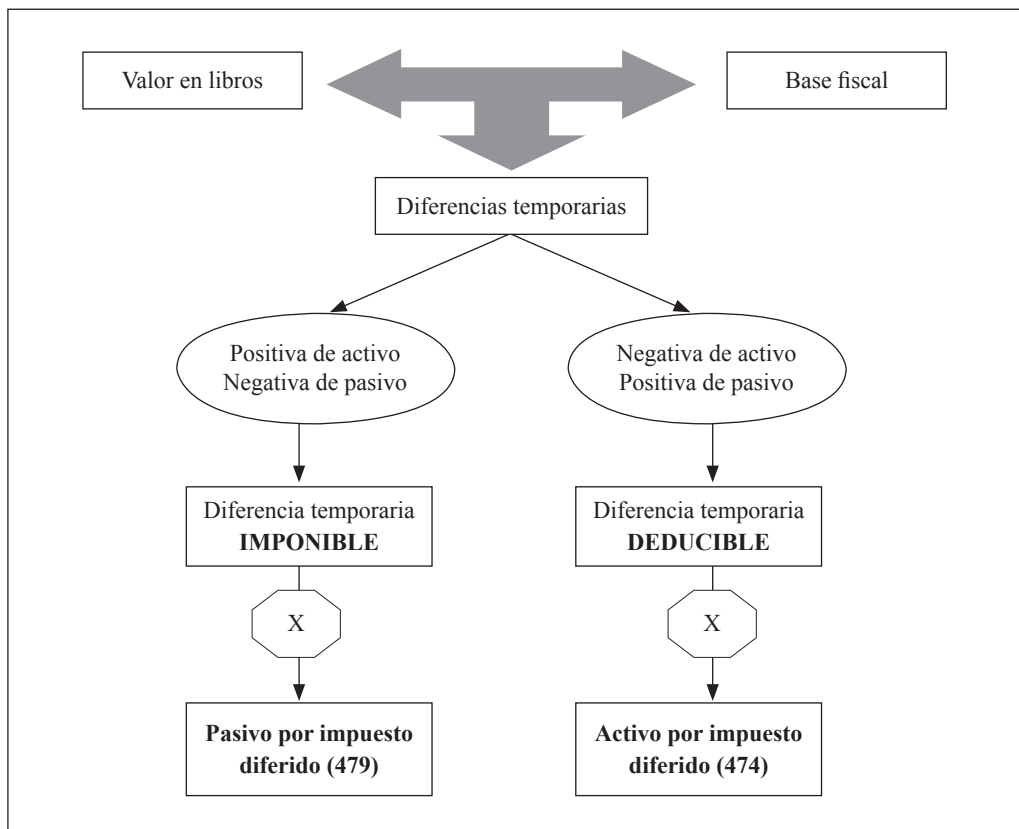 Valor en libros
Base fiscal
Diferencias temporarias
Positiva de activo
Negativa de pasivo
Negativa de activo
Positiva de pasivo
Diferencia temporaria
IMPONIBLE
Diferencia temporaria
DEDUCIBLE
X
X
Pasivo por impuesto
diferido (479)
Activo por impuesto
diferido (474)